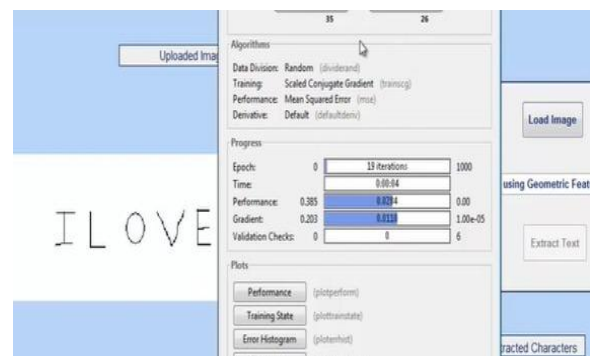 35 26
Uploaded Imag
Algorithms
Data Division: Random (dividerand)
Training: Scaled Conjugate Gradient (trainscg)
Performance: Mean Squared Error (mse)
Derivative: Default (defaultderiv)
Load Image
Progress
Epoch: 0 19 iterations 1000
Time: 0:00:04
Performance: 0.385 0.0284 0.00
Gradient: 0.203 0.0118 1.00e-05
Validation Checks: 0 0 6
using Geometric Feat
I LOVE
Extract Text
Plots
Performance (plotperform)
Training State (plottrainstate)
Error Histogram (ploterrhist)
tracted Characters